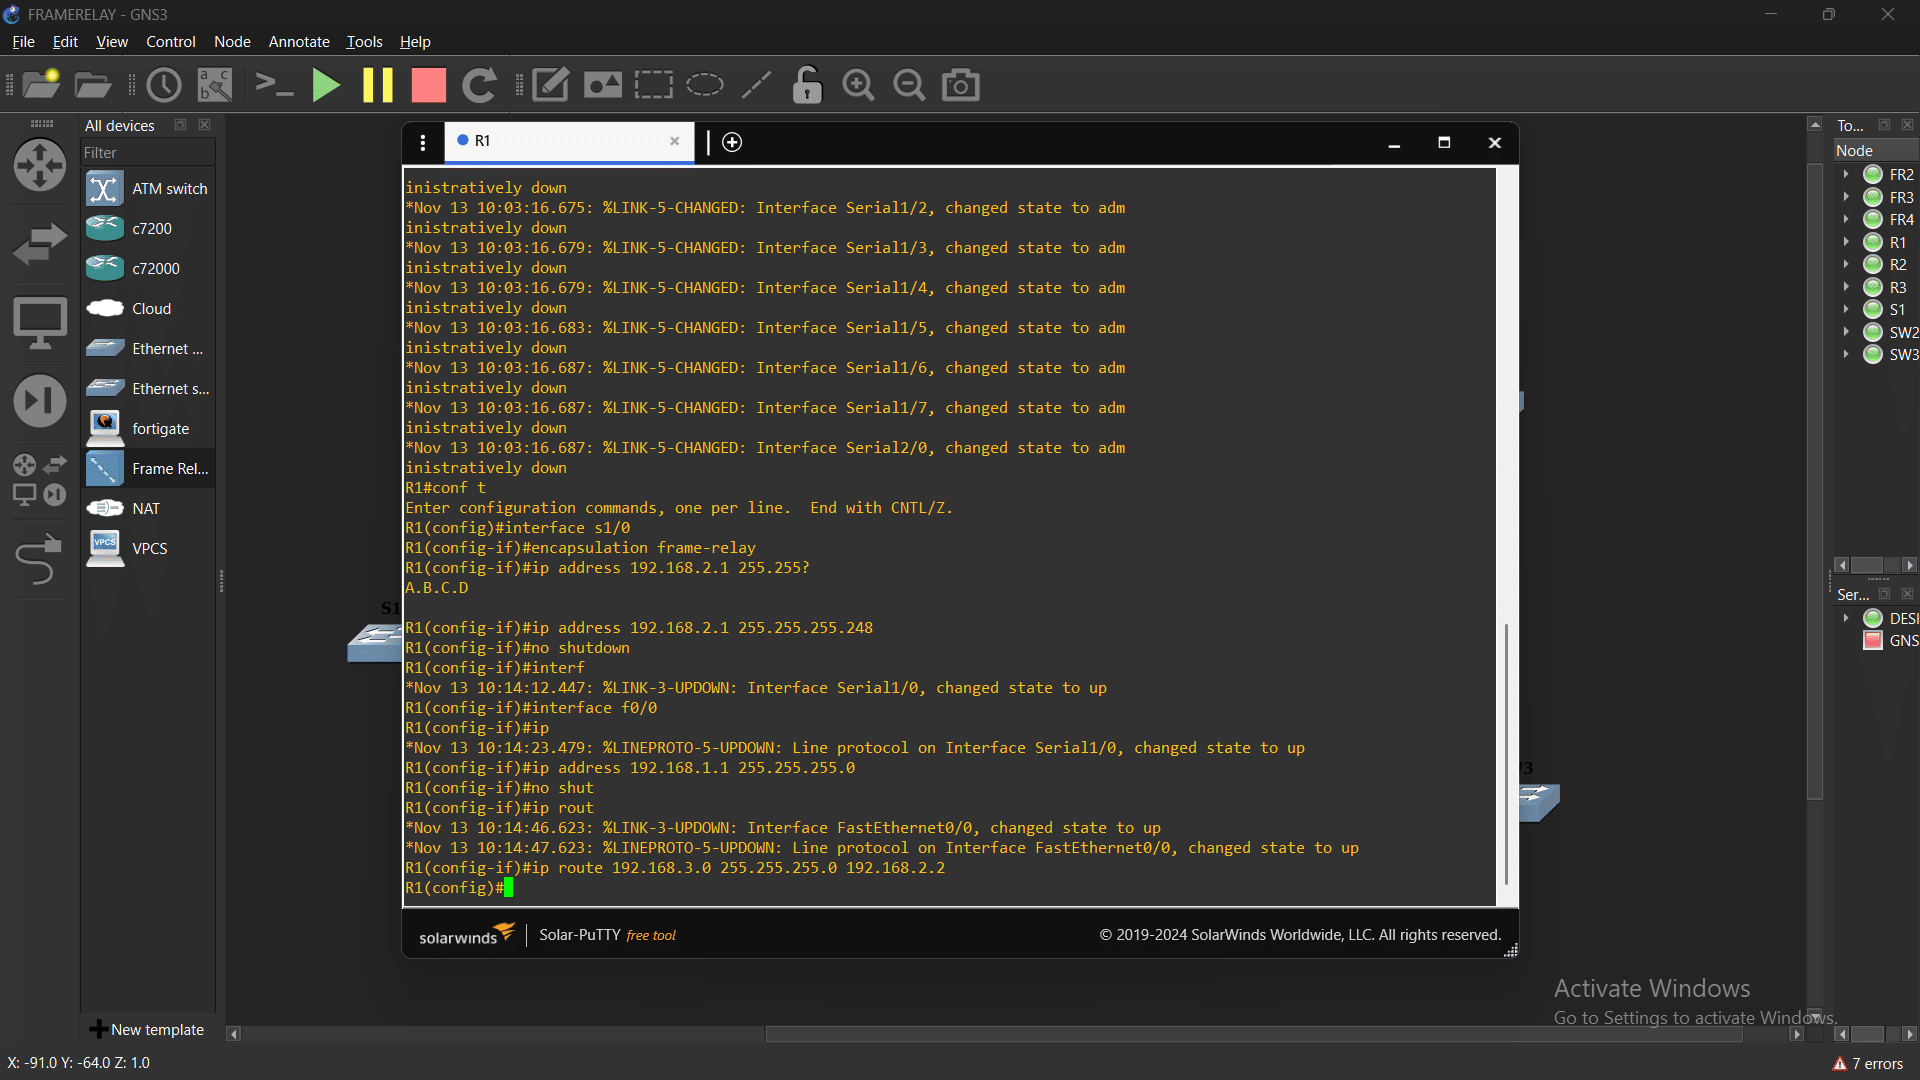 FRAMERELAY - GNS3
File Edit View Control Node Annotate Tools Help
All devices
Filter
ATM switch
c7200
c72000
Cloud
Ethernet ...
Ethernet s...
fortigate
Frame Rel...
NAT
VPCS
New template
R1
inistratively down
*Nov 13 10:03:16.675: %LINK-5-CHANGED: Interface Serial1/2, changed state to adm
inistratively down
*Nov 13 10:03:16.679: %LINK-5-CHANGED: Interface Serial1/3, changed state to adm
inistratively down
*Nov 13 10:03:16.679: %LINK-5-CHANGED: Interface Serial1/4, changed state to adm
inistratively down
*Nov 13 10:03:16.683: %LINK-5-CHANGED: Interface Serial1/5, changed state to adm
inistratively down
*Nov 13 10:03:16.687: %LINK-5-CHANGED: Interface Serial1/6, changed state to adm
inistratively down
*Nov 13 10:03:16.687: %LINK-5-CHANGED: Interface Serial1/7, changed state to adm
inistratively down
*Nov 13 10:03:16.687: %LINK-5-CHANGED: Interface Serial2/0, changed state to adm
inistratively down
R1#conf t
Enter configuration commands, one per line.  End with CNTL/Z.
R1(config)#interface s1/0
R1(config-if)#encapsulation frame-relay
R1(config-if)#ip address 192.168.2.1 255.255?
A.B.C.D
R1(config-if)#ip address 192.168.2.1 255.255.255.248
R1(config-if)#no shutdown
R1(config-if)#interf
*Nov 13 10:14:12.447: %LINK-3-UPDOWN: Interface Serial1/0, changed state to up
R1(config-if)#interface f0/0
R1(config-if)#ip
*Nov 13 10:14:23.479: %LINEPROTO-5-UPDOWN: Line protocol on Interface Serial1/0, changed state to up
R1(config-if)#ip address 192.168.1.1 255.255.255.0
R1(config-if)#no shut
R1(config-if)#ip rout
*Nov 13 10:14:46.623: %LINK-3-UPDOWN: Interface FastEthernet0/0, changed state to up
*Nov 13 10:14:47.623: %LINEPROTO-5-UPDOWN: Line protocol on Interface FastEthernet0/0, changed state to up
R1(config-if)#ip route 192.168.3.0 255.255.255.0 192.168.2.2
R1(config)#
solarwinds Solar-PuTTY free tool © 2019-2024 SolarWinds Worldwide, LLC. All rights reserved.
S1
To...
Node
FR2
FR3
FR4
R1
R2
R3
S1
SW2
SW3
Ser...
DESI
GNS
Activate Windows
Go to Settings to activate Windows.
X: -91.0 Y: -64.0 Z: 1.0
7 errors